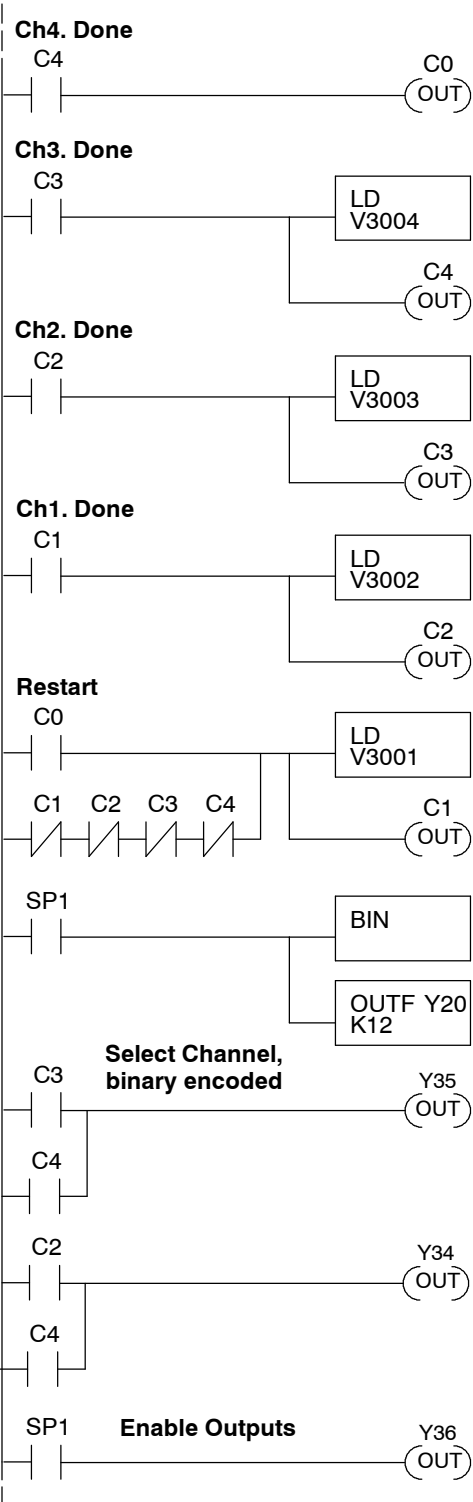 Ch4. Done
C4
C0
OUT
Ch3. Done
C3
LD
V3004
C4
OUT
Ch2. Done
C2
LD
V3003
C3
OUT
Ch1. Done
C1
LD
V3002
C2
OUT
Restart
C0
LD
V3001
C1 C2 C3 C4
C1
OUT
SP1
BIN
OUTF Y20
K12
Select Channel,
binary encoded
C3
Y35
OUT
C4
C2
Y34
OUT
C4
SP1
Enable Outputs
Y36
OUT